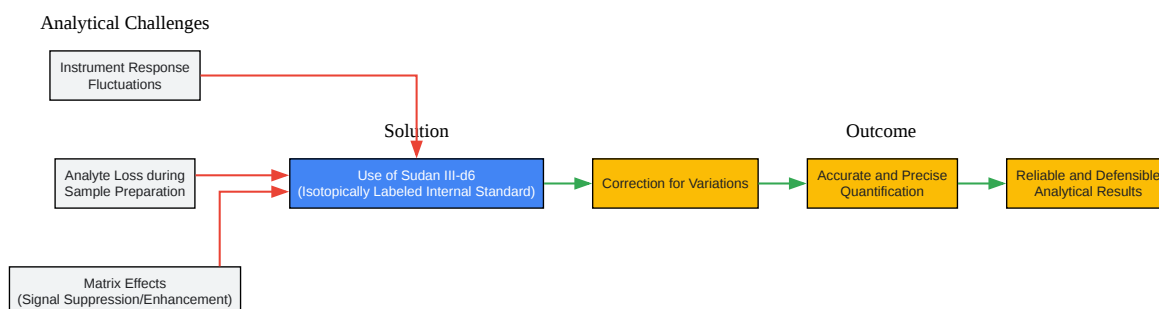 Analytical Challenges
Instrument Response
Fluctuations
Solution
Outcome
Analyte Loss during
Sample Preparation
Use of Sudan III-d6
(Isotopically Labeled Internal Standard)
Correction for Variations
Accurate and Precise
Quantification
Reliable and Defensible
Analytical Results
Matrix Effects
(Signal Suppression/Enhancement)